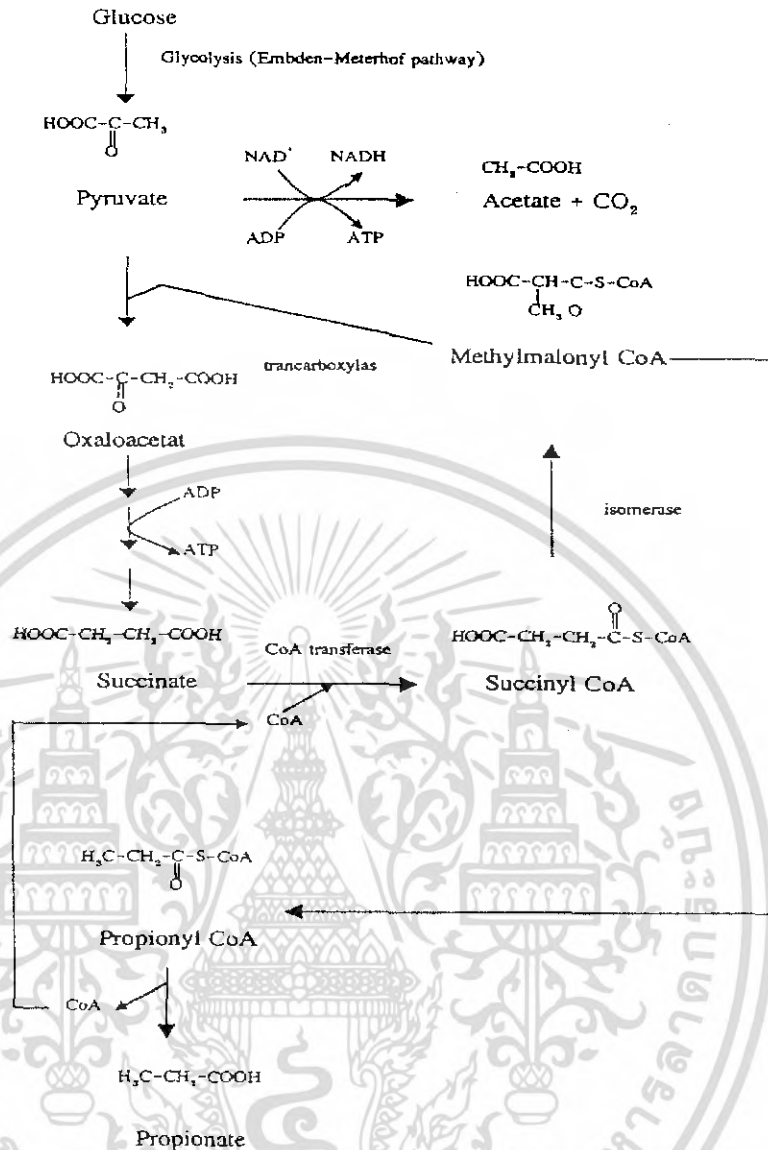 Glucose
Glycolysis (Embden-Meterhof pathway)
HOOC-C-CH₃
O
NAD⁺ NADH
CH₃-COOH
Pyruvate
Acetate + CO₂
ADP ATP
HOOC-CH-C-S-CoA
CH₃ O
trancarboxylas
Methylmalonyl CoA
HOOC-C-CH₂-COOH
O
Oxaloacetat
ADP
isomerase
ATP
O
HOOC-CH₂-CH₂-COOH
CoA transferase
HOOC-CH₂-CH₂-C-S-CoA
Succinate
Succinyl CoA
CoA
H₃C-CH₂-C-S-CoA
O
Propionyl CoA
CoA
H₃C-CH₂-COOH
Propionate